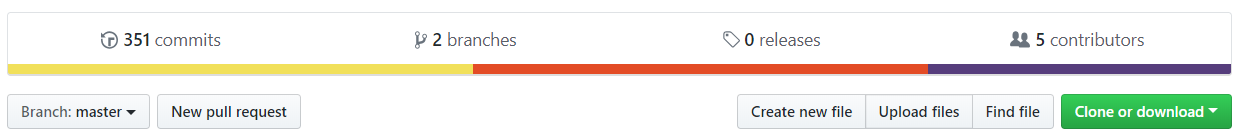 351 commits 2 branches 0 releases 5 contributors
Branch: master New pull request Create new file Upload files Find file Clone or download